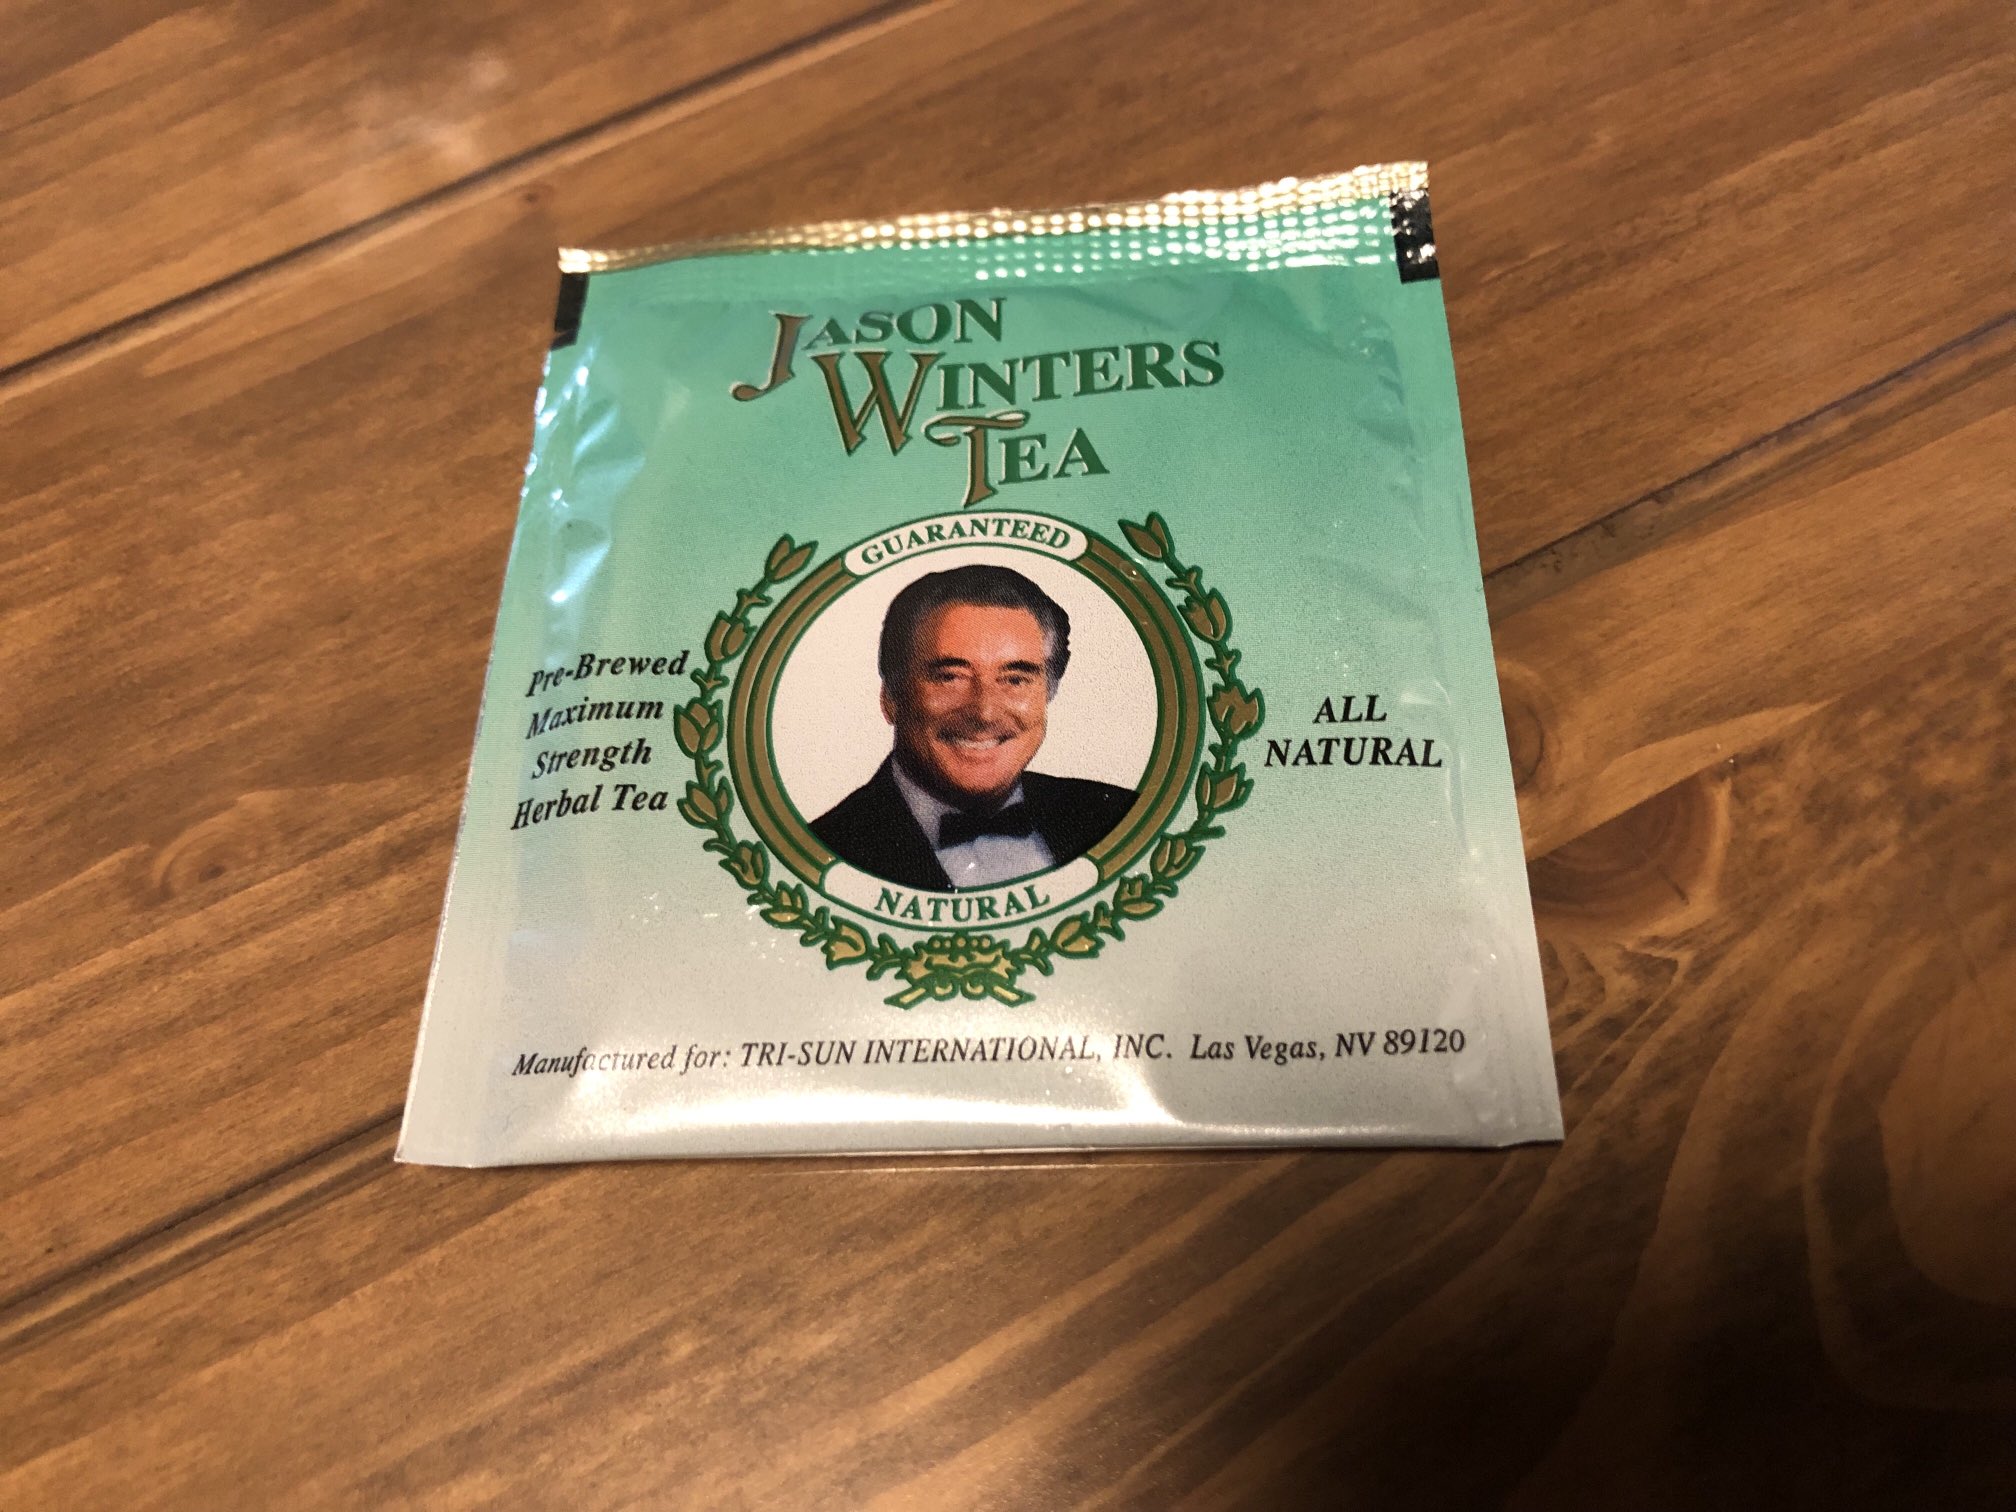 JASON
WINTERS
TEA
GUARANTEED
Pre-Brewed
Maximum
Strength
Herbal Tea
ALL
NATURAL
NATURAL
Manufactured for: TRI-SUN INTERNATIONAL, INC. Las Vegas, NV 89120